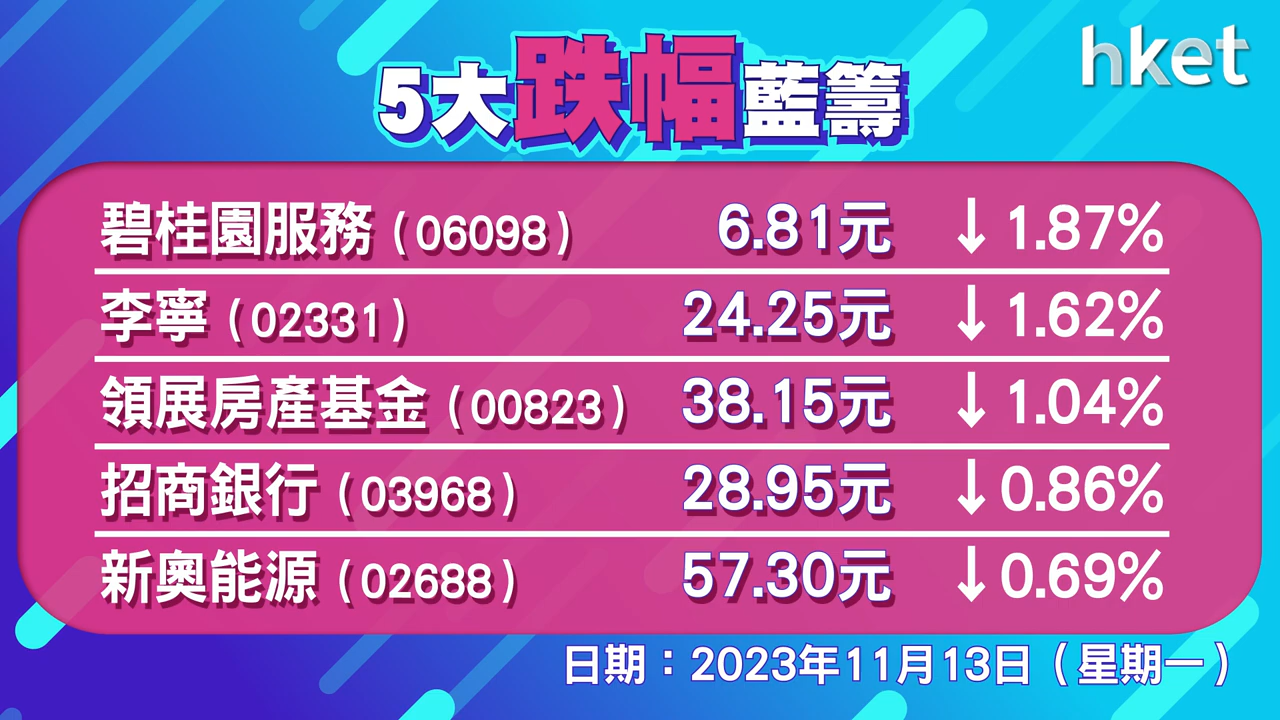 hket
5大跌幅藍籌
碧桂園服務（06098） 6.81元 ↓1.87%
李寧（02331） 24.25元 ↓1.62%
領展房產基金（00823） 38.15元 ↓1.04%
招商銀行（03968） 28.95元 ↓0.86%
新奧能源（02688） 57.30元 ↓0.69%
日期：2023年11月13日（星期一）